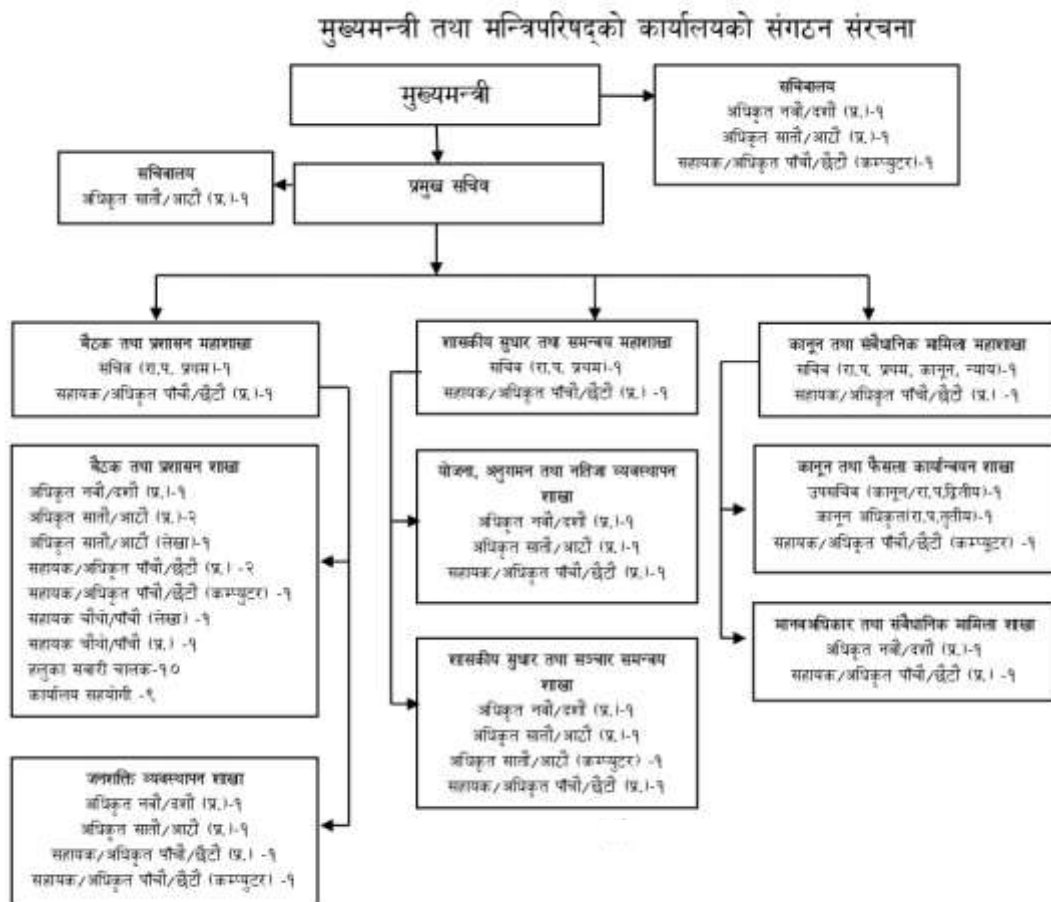 मुख्यमन्त्री तथा मन्त्रिपरिषद्को कार्यालयको संगठन संरचना
मुख्यमन्त्री
सचिवालय
अधिकृत नवौं/दशौं (प्र.)-१
अधिकृत सातौं/आठौं (प्र.)-१
सहायक/अधिकृत पाँचौं/छैटौं (कम्प्युटर)-१
सचिवालय
अधिकृत सातौं/आठौं (प्र.)-१
प्रमुख सचिव
बैठक तथा प्रशासन महाशाखा
सचिव (रा.प. प्रथम)-१
सहायक/अधिकृत पाँचौं/छैटौं (प्र.)-१
बैठक तथा प्रशासन शाखा
अधिकृत नवौं/दशौं (प्र.)-१
अधिकृत सातौं/आठौं (प्र.)-२
अधिकृत सातौं/आठौं (लेखा)-१
सहायक/अधिकृत पाँचौं/छैटौं (प्र.) -२
सहायक/अधिकृत पाँचौं/छैटौं (कम्प्युटर) -१
सहायक चौथो/पाँचौं (लेखा) -१
सहायक चौथो/पाँचौं (प्र.) -१
हलुका सवारी चालक-१०
कार्यालय सहयोगी -९
जनशक्ति व्यवस्थापन शाखा
अधिकृत नवौं/दशौं (प्र.)-१
अधिकृत सातौं/आठौं (प्र.)-१
सहायक/अधिकृत पाँचौं/छैटौं (प्र.) -१
सहायक/अधिकृत पाँचौं/छैटौं (कम्प्युटर) -१
शासकीय सुधार तथा समन्वय महाशाखा
सचिव (रा.प. प्रथम)-१
सहायक/अधिकृत पाँचौं/छैटौं (प्र.) -१
योजना, अनुगमन तथा नतिजा व्यवस्थापन
शाखा
अधिकृत नवौं/दशौं (प्र.)-१
अधिकृत सातौं/आठौं (प्र.)-१
सहायक/अधिकृत पाँचौं/छैटौं (प्र.)-१
शासकीय सुधार तथा सञ्चार समन्वय
शाखा
अधिकृत नवौं/दशौं (प्र.)-१
अधिकृत सातौं/आठौं (प्र.)-१
अधिकृत सातौं/आठौं (कम्प्युटर) -१
सहायक/अधिकृत पाँचौं/छैटौं (प्र.)-१
कानून तथा संवैधानिक मामिला महाशाखा
सचिव (रा.प. प्रथम, कानून, न्याय)-१
सहायक/अधिकृत पाँचौं/छैटौं (प्र.) -१
कानून तथा फैसला कार्यान्वयन शाखा
उपसचिव (कानून/रा.प.द्वितीय)-१
कानून अधिकृत(रा.प.तृतीय)-१
सहायक/अधिकृत पाँचौं/छैटौं (कम्प्युटर) -१
मानवअधिकार तथा संवैधानिक मामिला शाखा
अधिकृत नवौं/दशौं (प्र.)-१
सहायक/अधिकृत पाँचौं/छैटौं (प्र.) -१